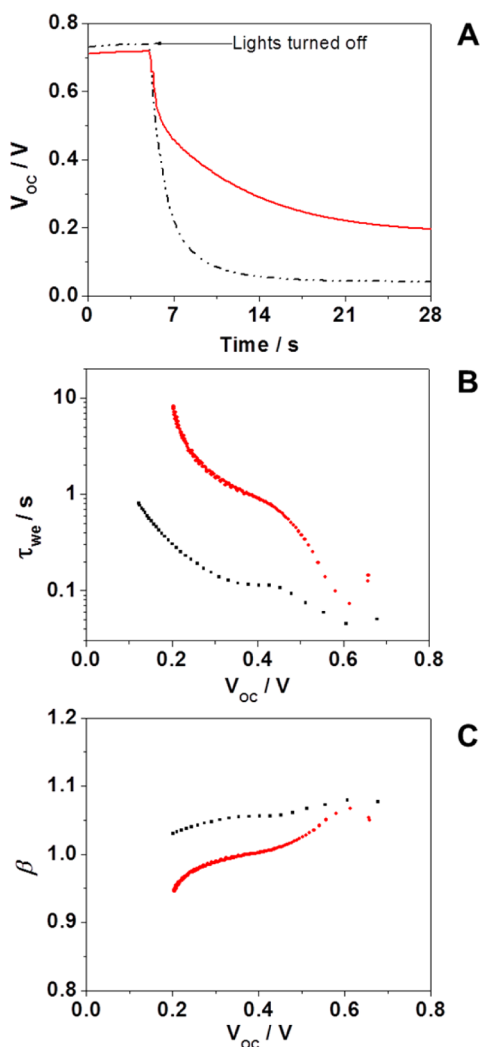 A
Lights turned off
0.8
0.6
0.4
0.2
0.0
V_OC / V
0 7 14 21 28
Time / s
B
10
1
0.1
τ_we / s
0.0 0.2 0.4 0.6 0.8
V_oc / V
C
1.2
1.1
1.0
0.9
0.8
β
0.0 0.2 0.4 0.6 0.8
V_oc / V